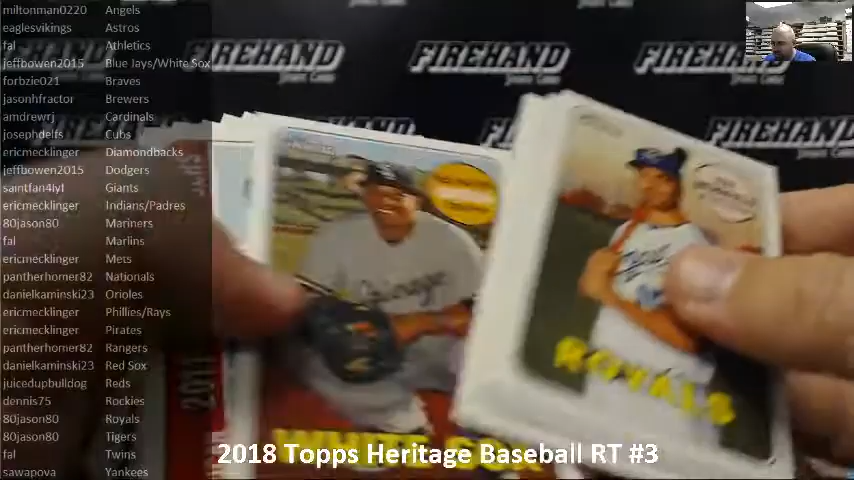 miltonman0220 Angels
eaglesvikings Astros
fal Athletics
jeffbowen2015 Blue Jays/White Sox
forbzie021 Braves
jasonhfractor Brewers
amdrewrj Cardinals
josephdelfs Cubs
ericmecklinger Diamondbacks
jeffbowen2015 Dodgers
saintfan4lyf Giants
ericmecklinger Indians/Padres
80jason80 Mariners
fal Marlins
ericmecklinger Mets
pantherhomer82 Nationals
danielkaminski23 Orioles
ericmecklinger Phillies/Rays
ericmecklinger Pirates
pantherhomer82 Rangers
danielkaminski23 Red Sox
juicedupbulldog Reds
dennis75 Rockies
80jason80 Royals
80jason80 Tigers
fal Twins
sawapova Yankees
FIREHAND
FIREHAND
FIREHAND
FIREHAND
Chicago
ROYALS
WHITE SOX
2018 Topps Heritage Baseball RT #3